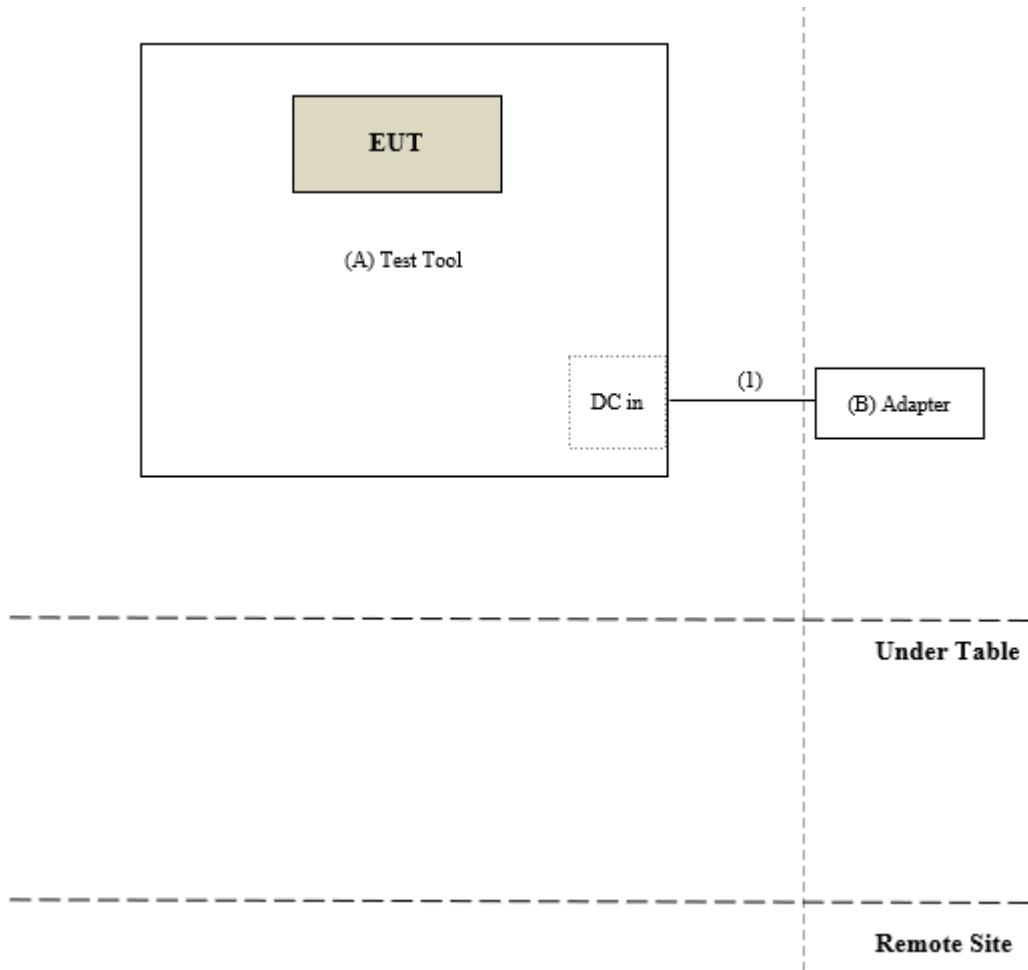 EUT
(A) Test Tool
(1)
DC in
(B) Adapter
Under Table
Remote Site